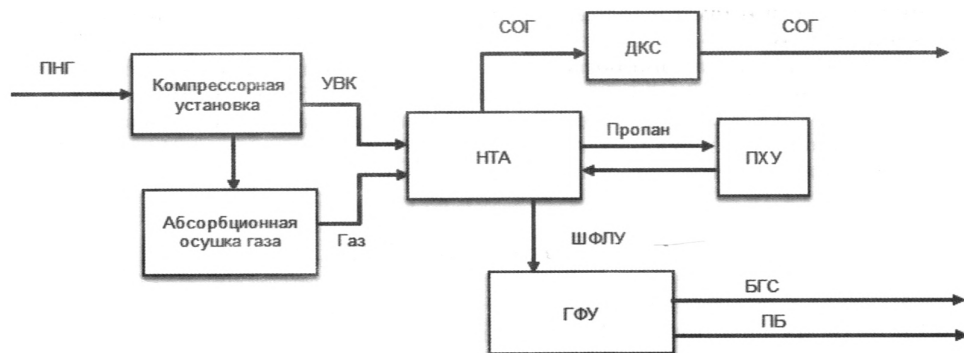 СОГ
ДКС
СОГ
ПНГ
Компрессорная
установка
УВК
НТА
Пропан
ПХУ
Абсорбционная
осушка газа
Газ
ШФЛУ
ГФУ
БГС
ПБ